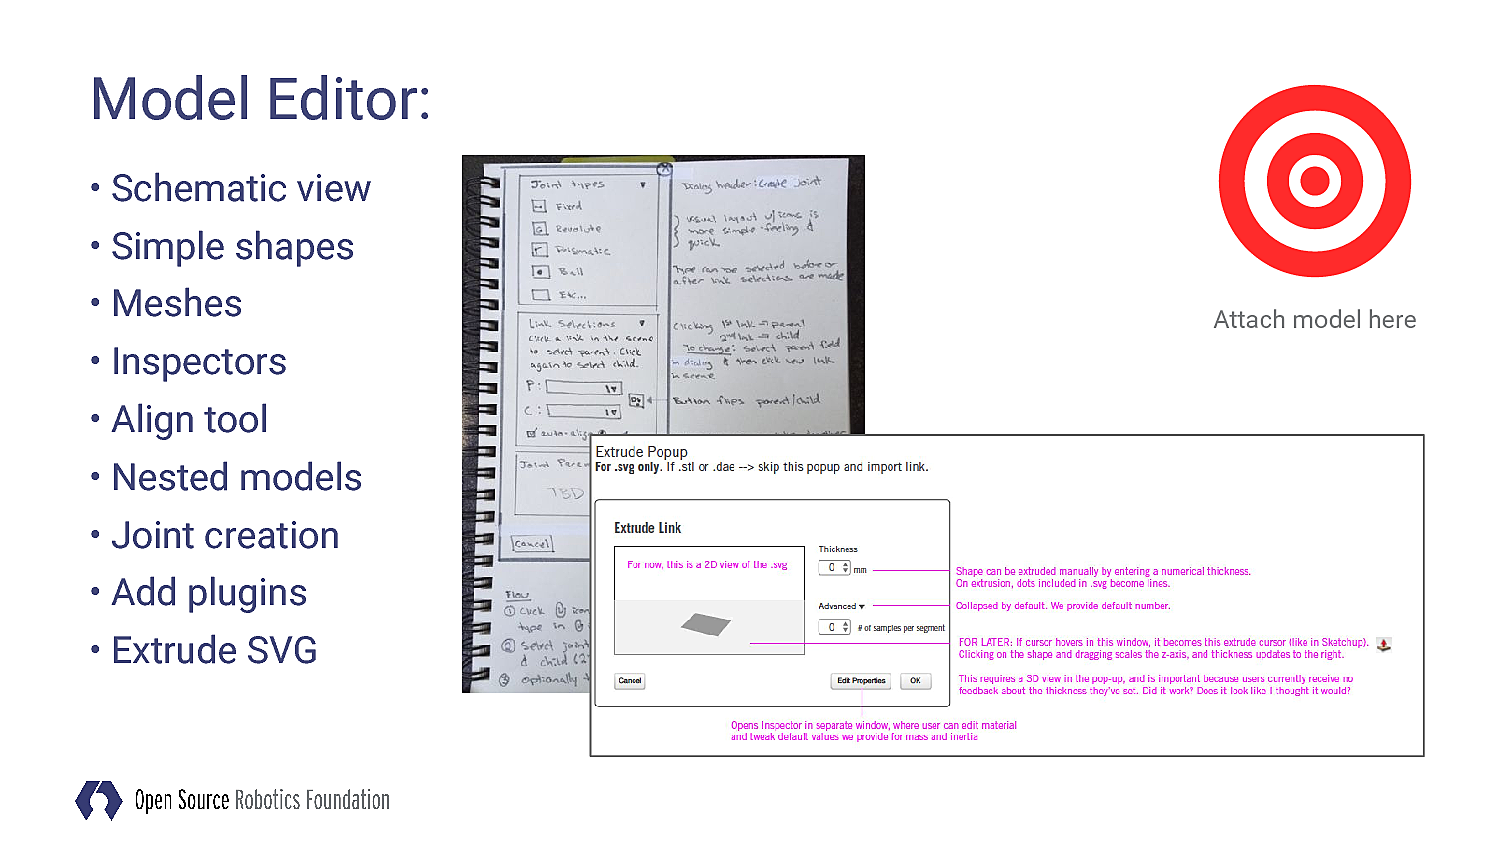 Model Editor:
• Schematic view
• Simple shapes
• Meshes
• Inspectors
• Align tool
• Nested models
• Joint creation
• Add plugins
• Extrude SVG
Joint types
Fixed
Revolute
Prismatic
Ball
Etc...
Link Selections
Click a link in the scene
to select parent. Click
again to select child.
P:
C:
auto-align
Joint Paren
TBD
Cancel
Flow
① Click icon
type in
② Select joint
& child (2
③ optionally
Dialog header: Create Joint
visual layout w/icons is
more simple-feeling &
quick
Type can be selected before or
after link selections are made
Clicking 1st link → parent
2nd link → child
To change: select parent field
in dialog & then click new link
in scene
Button flips parent/child
Attach model here
Extrude Popup
For .svg only. If .stl or .dae --> skip this popup and import link.
Extrude Link
For now, this is a 2D view of the .svg
Thickness
0 mm
Advanced
0 # of samples per segment
Cancel
Edit Properties
OK
Shape can be extruded manually by entering a numerical thickness.
On extrusion, dots included in .svg become lines.
Collapsed by default. We provide default number.
FOR LATER: If cursor hovers in this window, it becomes this extrude cursor (like in Sketchup).
Clicking on the shape and dragging scales the z-axis, and thickness updates to the right.
This requires a 3D view in the pop-up, and is important because users currently receive no
feedback about the thickness they've set. Did it work? Does it look like I thought it would?
Opens Inspector in separate window, where user can edit material
and tweak default values we provide for mass and inertia
Open Source Robotics Foundation